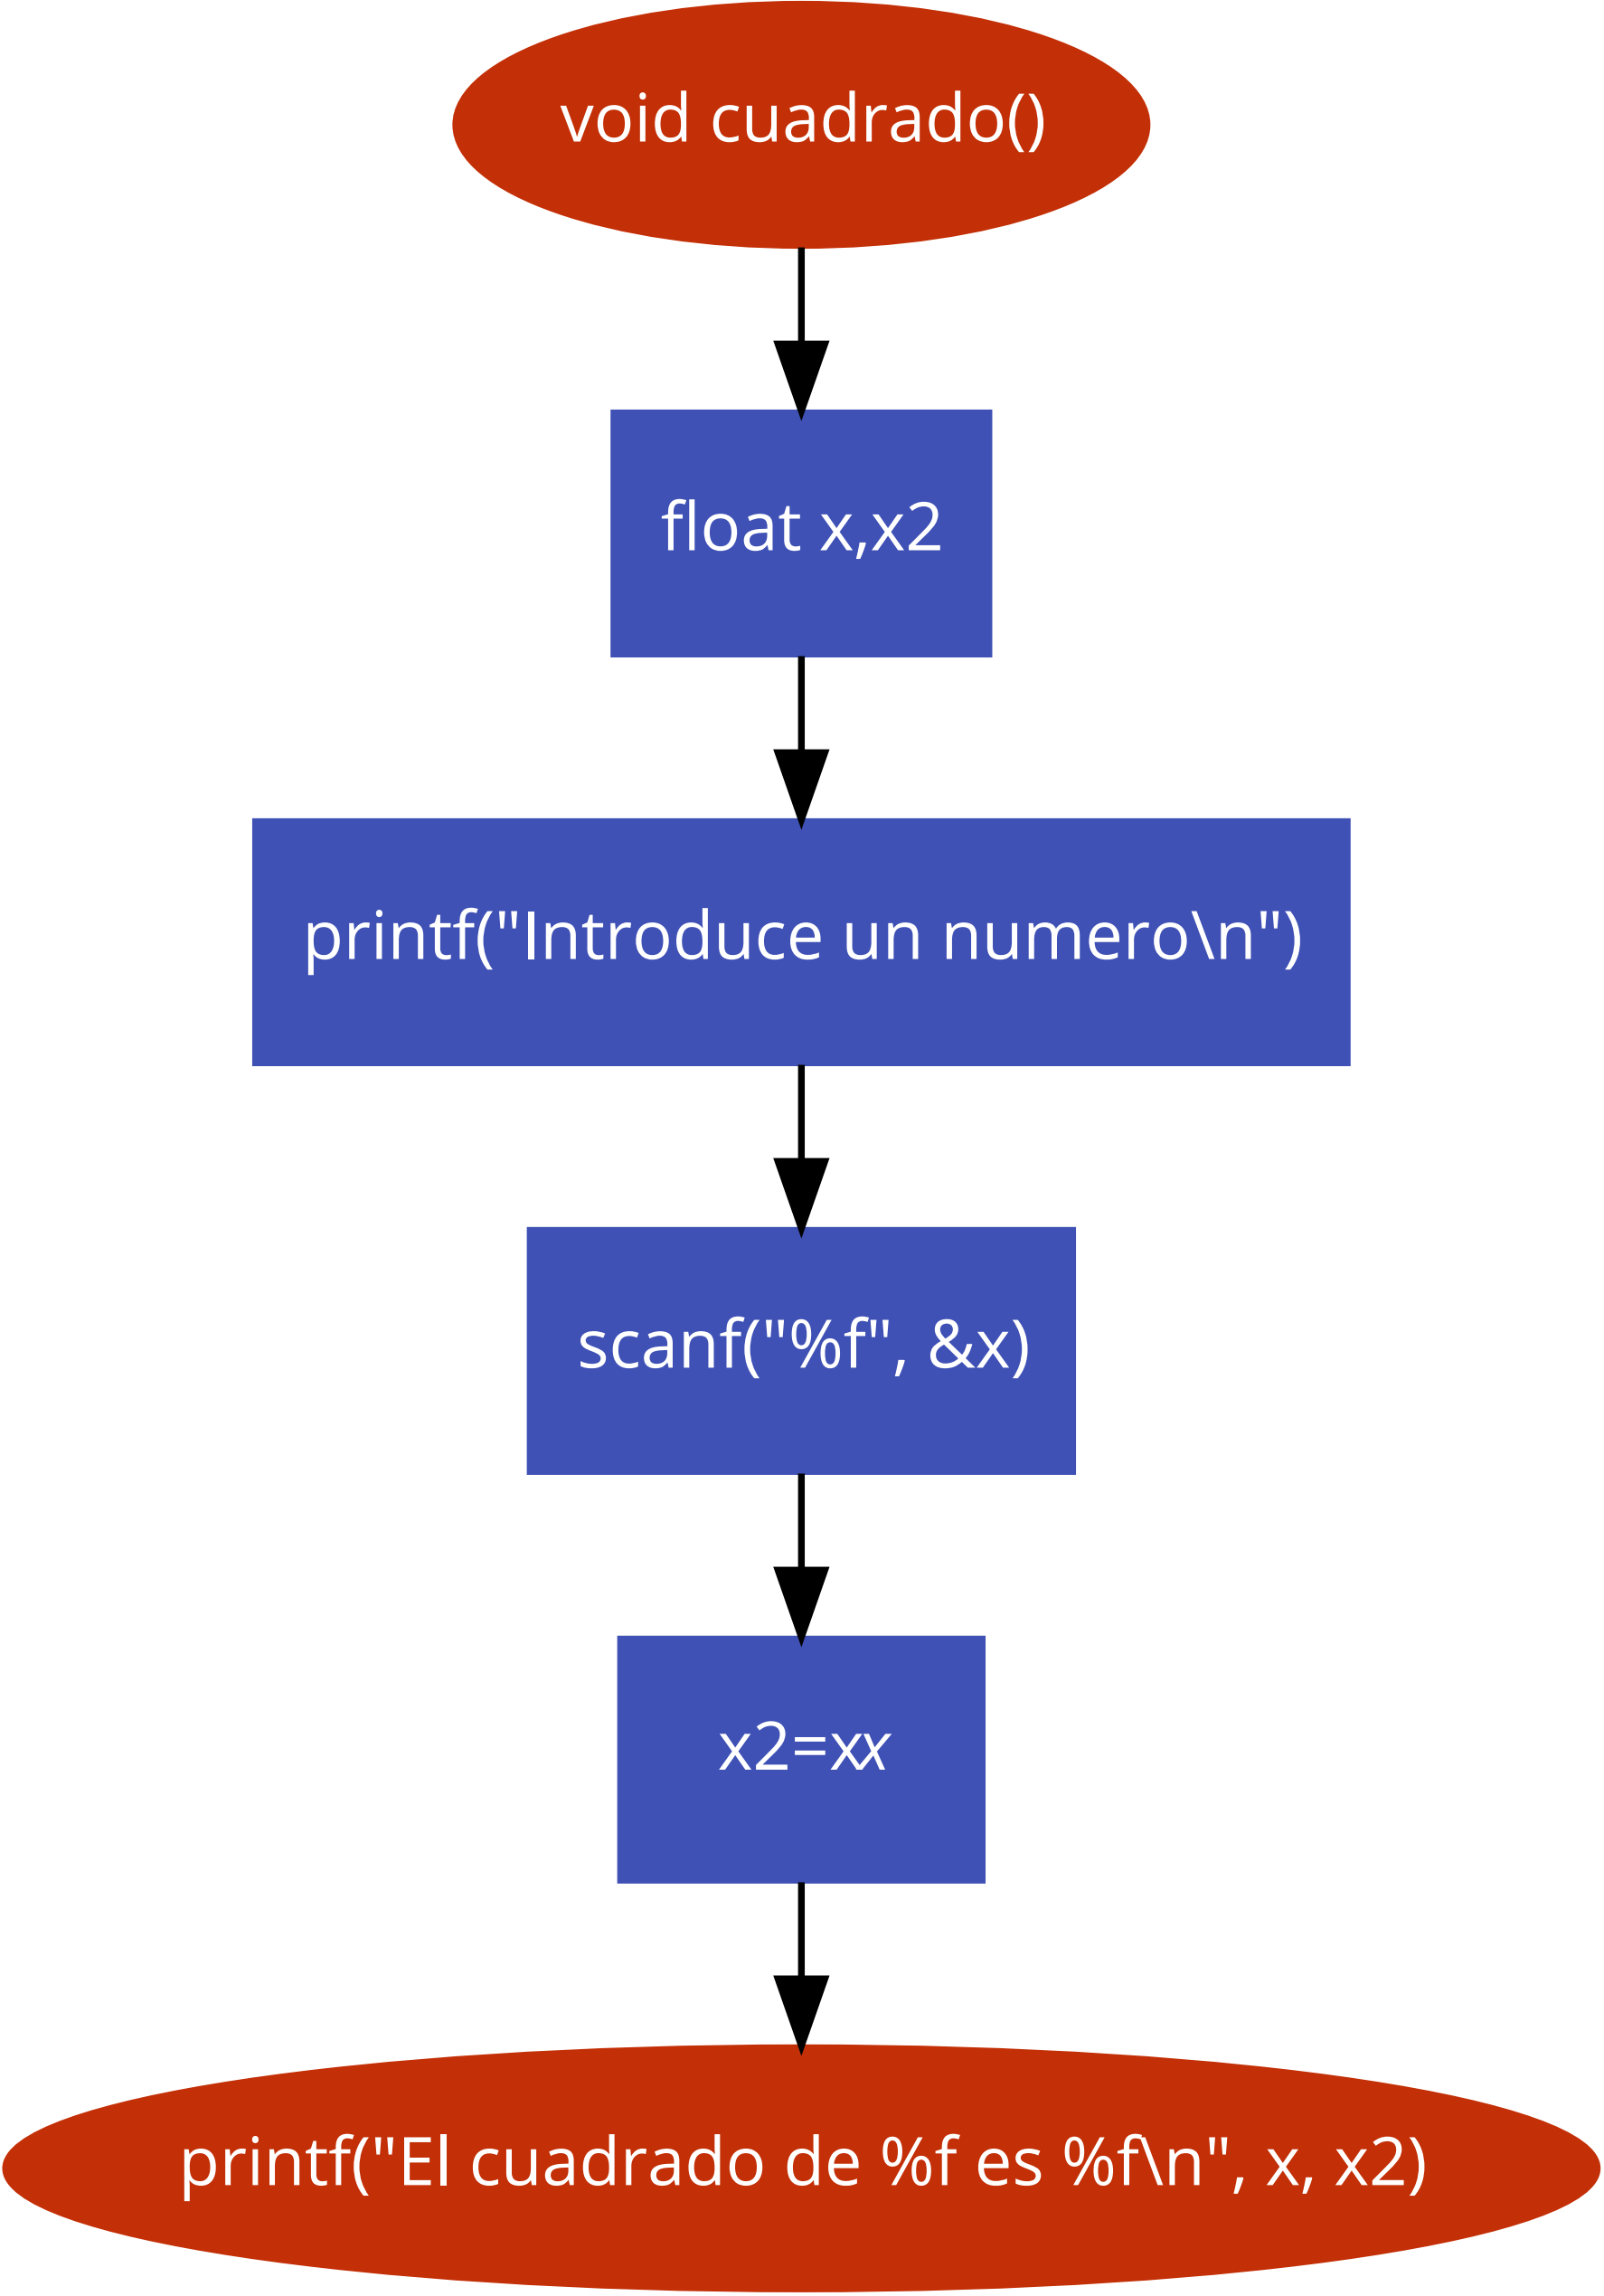 void cuadrado()
float x,x2
printf("Introduce un numero\n")
scanf("%f", &x)
x2=xx
printf("El cuadrado de %f es %f\n", x, x2)